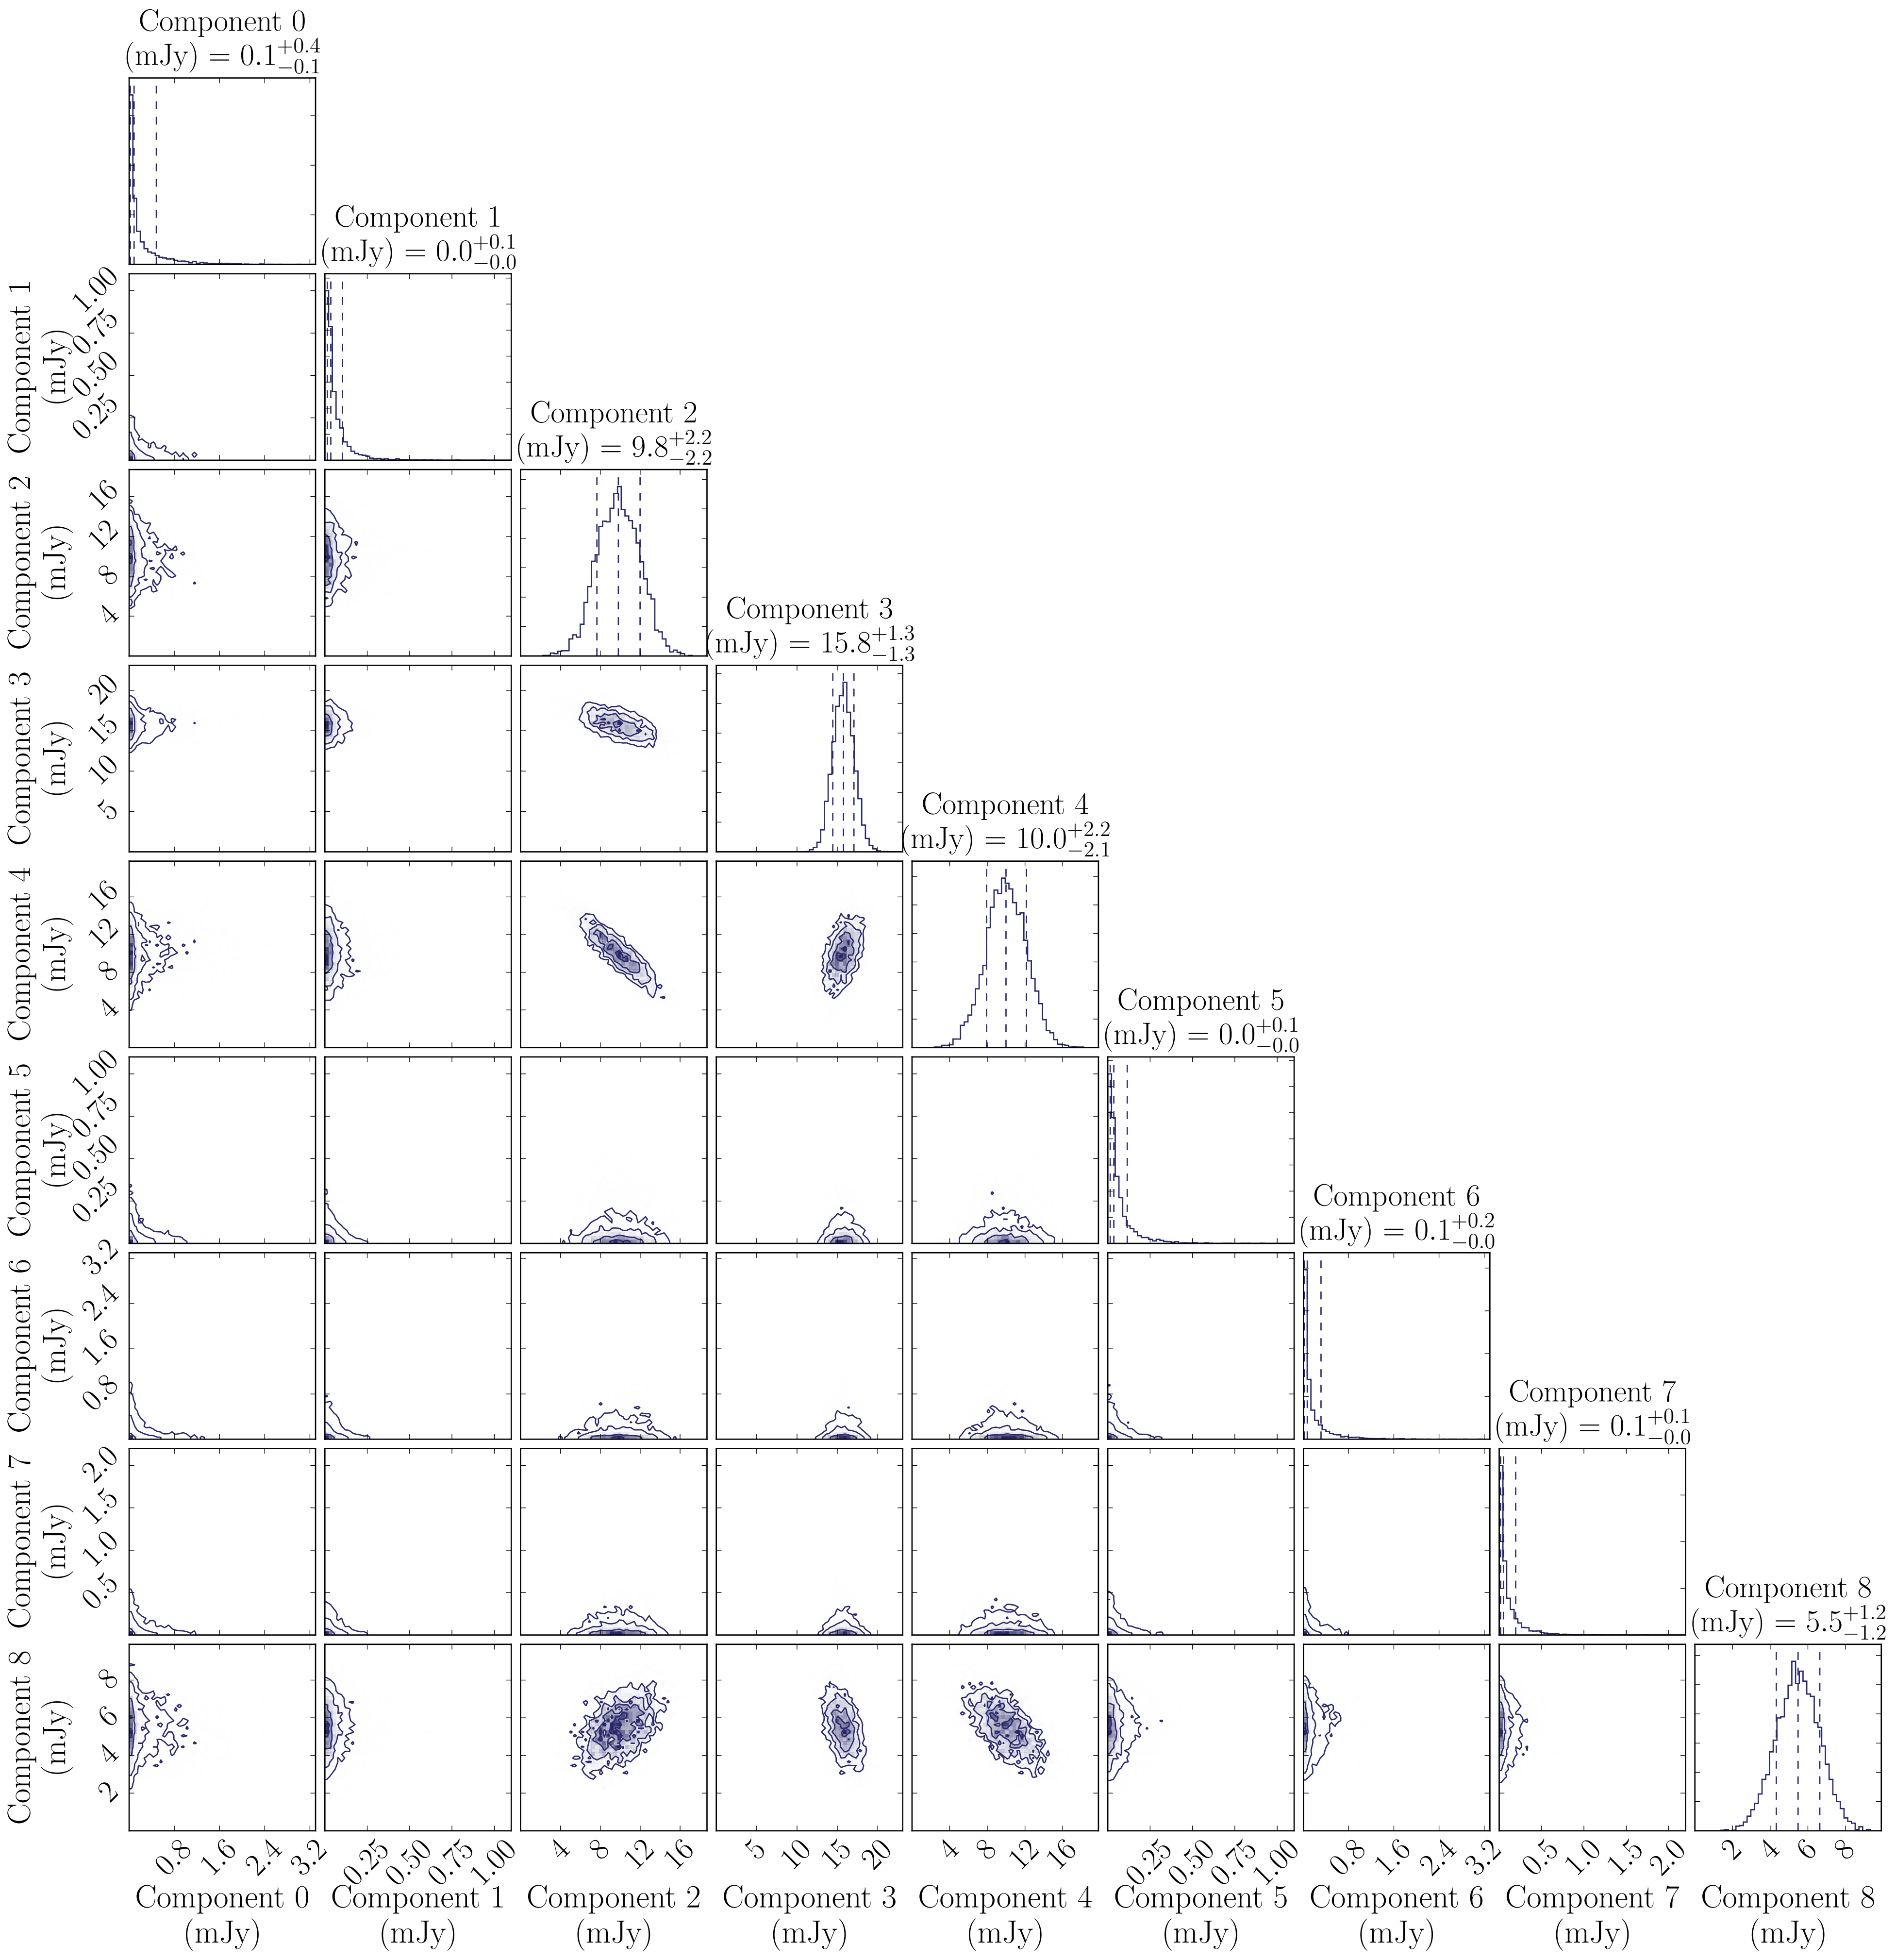 Component 0
(mJy) = 0.1+0.4−0.1
Component 1
(mJy) = 0.0+0.1−0.0
Component 1
(mJy)
1.00
0.75
0.50
0.25
Component 2
(mJy) = 9.8+2.2−2.2
Component 2
(mJy)
16
12
8
4
Component 3
(mJy) = 15.8+1.3−1.3
Component 3
(mJy)
20
15
10
5
Component 4
(mJy) = 10.0+2.2−2.1
Component 4
(mJy)
16
12
8
4
Component 5
(mJy) = 0.0+0.1−0.0
Component 5
(mJy)
1.00
0.75
0.50
0.25
Component 6
(mJy) = 0.1+0.2−0.0
Component 6
(mJy)
3.2
2.4
1.6
0.8
Component 7
(mJy) = 0.1+0.1−0.0
Component 7
(mJy)
2.0
1.5
1.0
0.5
Component 8
(mJy) = 5.5+1.2−1.2
Component 8
(mJy)
8
6
4
2
0.8 1.6 2.4 3.2 0.25 0.50 0.75 1.00 4 8 12 16 5 10 15 20 4 8 12 16 0.25 0.50 0.75 1.00 0.8 1.6 2.4 3.2 0.5 1.0 1.5 2.0 2 4 6 8
Component 0 Component 1 Component 2 Component 3 Component 4 Component 5 Component 6 Component 7 Component 8
(mJy) (mJy) (mJy) (mJy) (mJy) (mJy) (mJy) (mJy) (mJy)